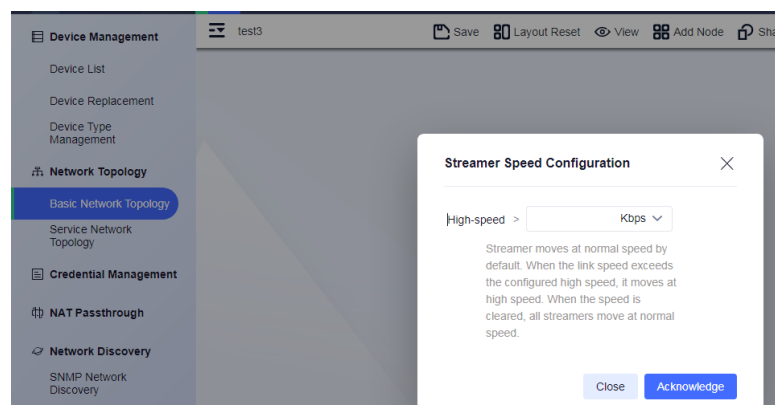 Device Management
Device List
Device Replacement
Device Type
Management
Network Topology
Basic Network Topology
Service Network
Topology
Credential Management
NAT Passthrough
Network Discovery
SNMP Network
Discovery
test3
Save Layout Reset View Add Node Sha
Streamer Speed Configuration
High-speed > Kbps
Streamer moves at normal speed by
default. When the link speed exceeds
the configured high speed, it moves at
high speed. When the speed is
cleared, all streamers move at normal
speed.
Close Acknowledge